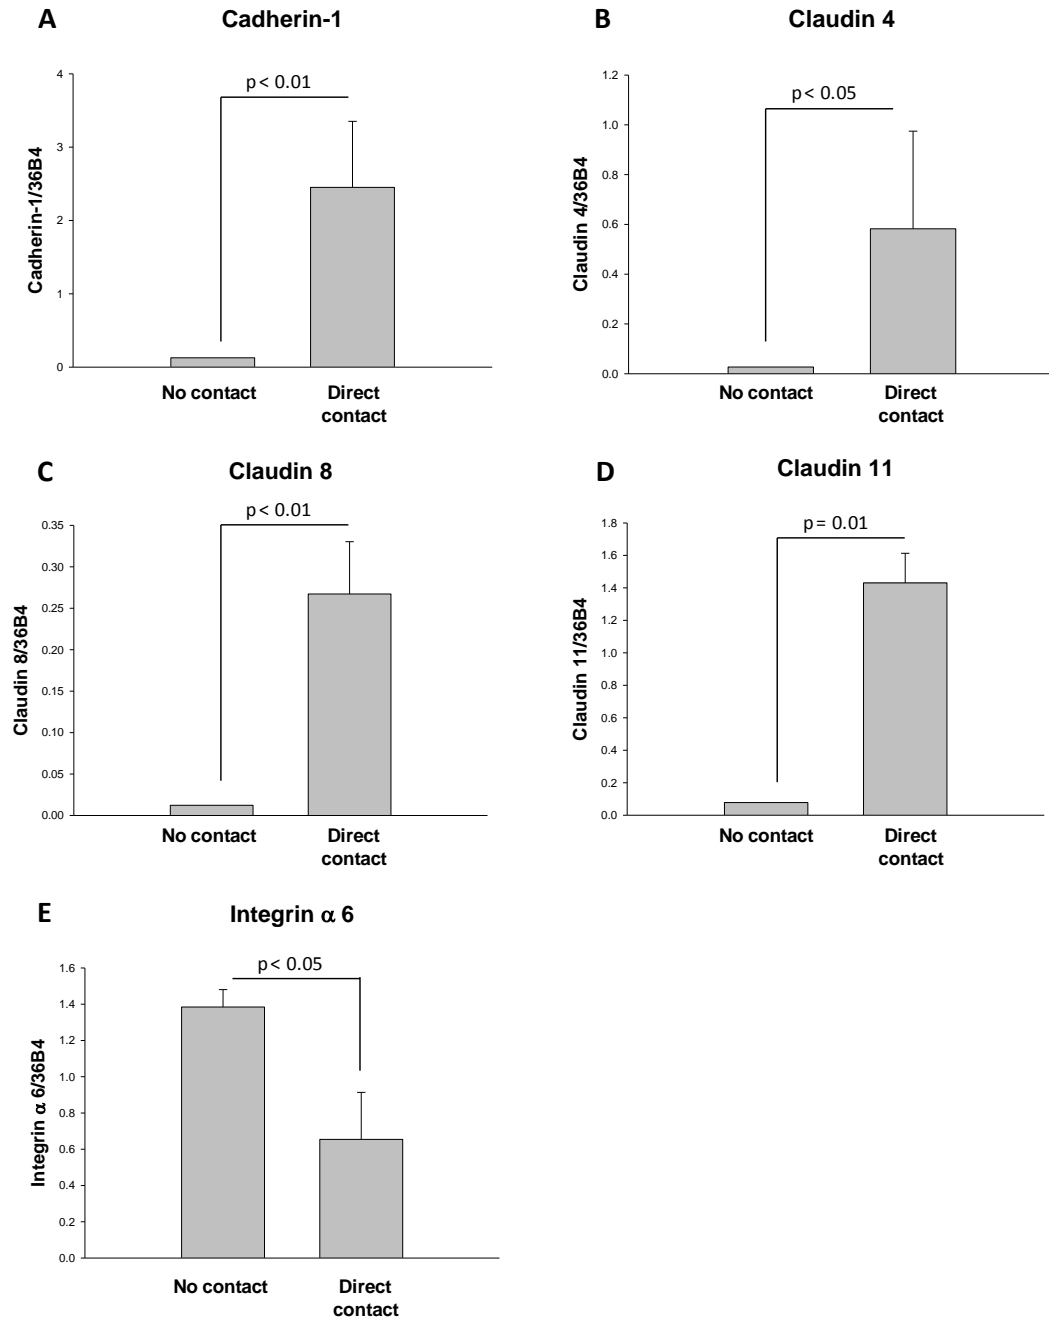 A
Cadherin-1
p < 0.01
Cadherin-1/36B4
4
3
2
1
0
No contact
Direct
contact
B
Claudin 4
p < 0.05
Claudin 4/36B4
1.2
1.0
0.8
0.6
0.4
0.2
0.0
No contact
Direct
contact
C
Claudin 8
p < 0.01
Claudin 8/36B4
0.35
0.30
0.25
0.20
0.15
0.10
0.05
0.00
No contact
Direct
contact
D
Claudin 11
p = 0.01
Claudin 11/36B4
1.8
1.6
1.4
1.2
1.0
0.8
0.6
0.4
0.2
0.0
No contact
Direct
contact
E
Integrin α 6
p < 0.05
Integrin α 6/36B4
1.6
1.4
1.2
1.0
0.8
0.6
0.4
0.2
0.0
No contact
Direct
contact